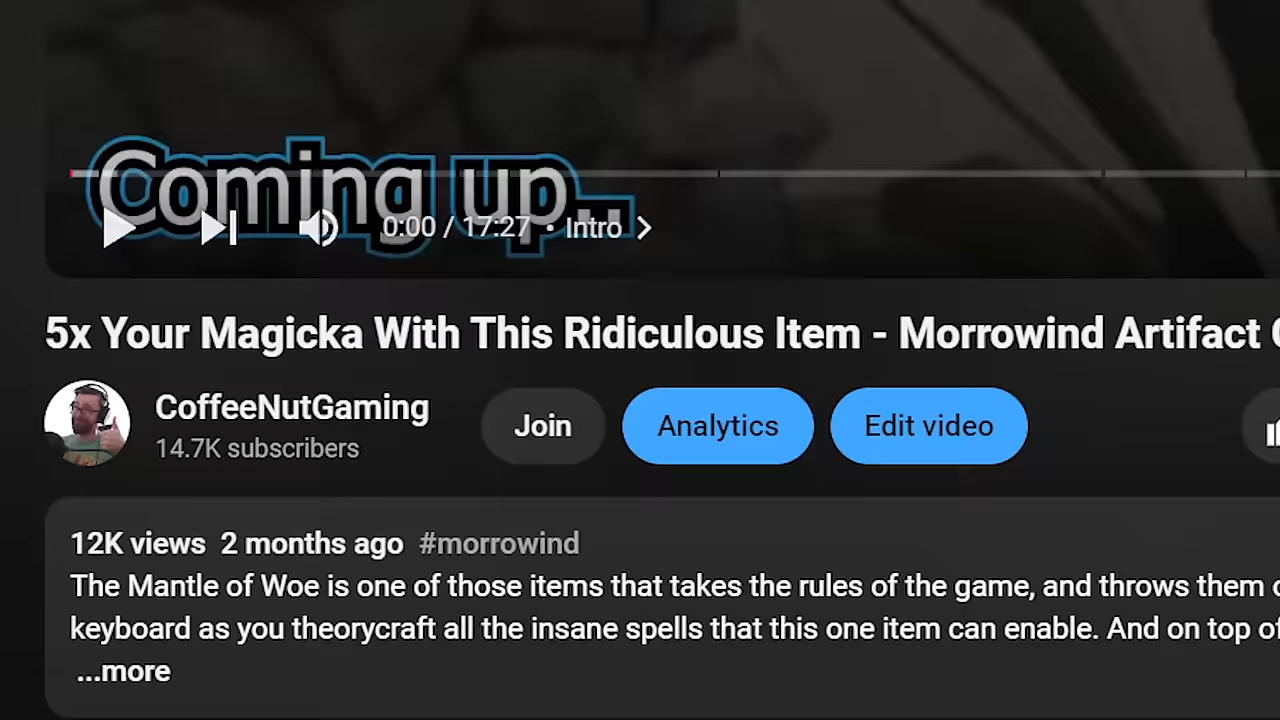 Coming up..
0:00 / 17:27 • Intro >
5x Your Magicka With This Ridiculous Item - Morrowind Artifact
CoffeeNutGaming
14.7K subscribers
Join
Analytics
Edit video
12K views 2 months ago #morrowind
The Mantle of Woe is one of those items that takes the rules of the game, and throws them
keyboard as you theorycraft all the insane spells that this one item can enable. And on top of
...more